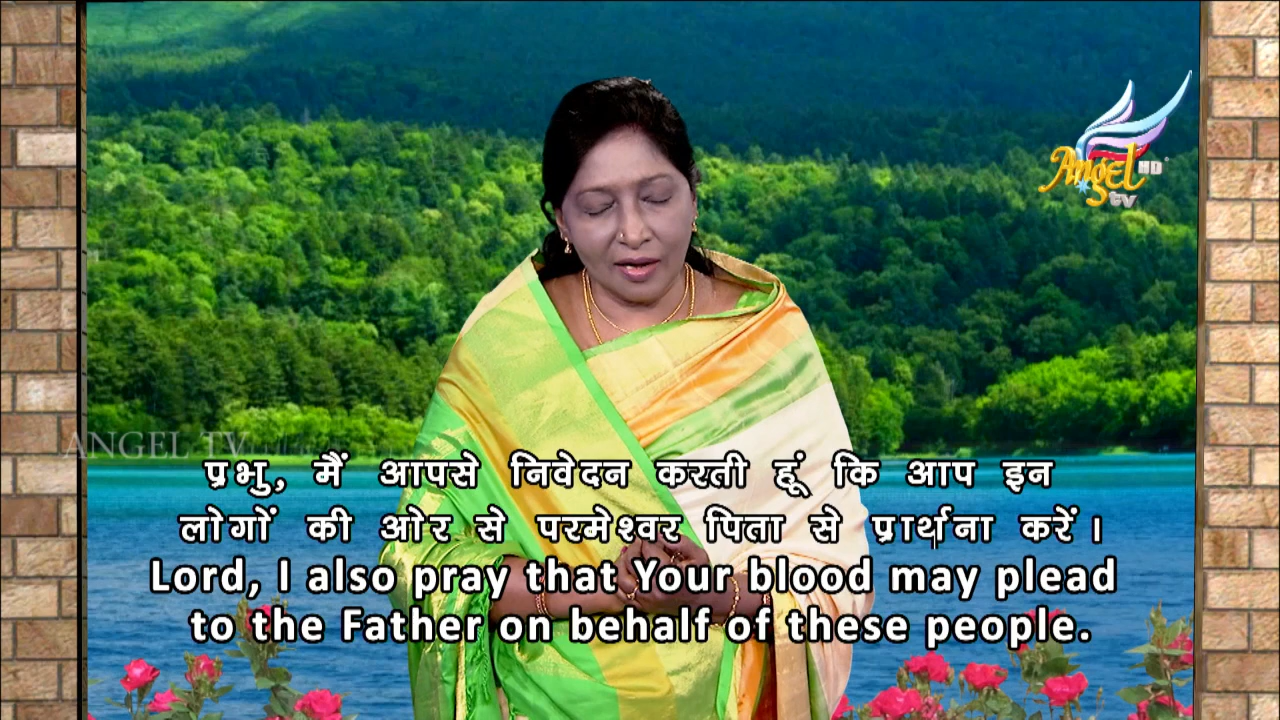 Angel HD
tv
ANGEL TV
प्रभु, मैं आपसे निवेदन करती हूं कि आप इन
लोगों की ओर से परमेश्वर पिता से प्रार्थना करें।
Lord, I also pray that Your blood may plead
to the Father on behalf of these people.